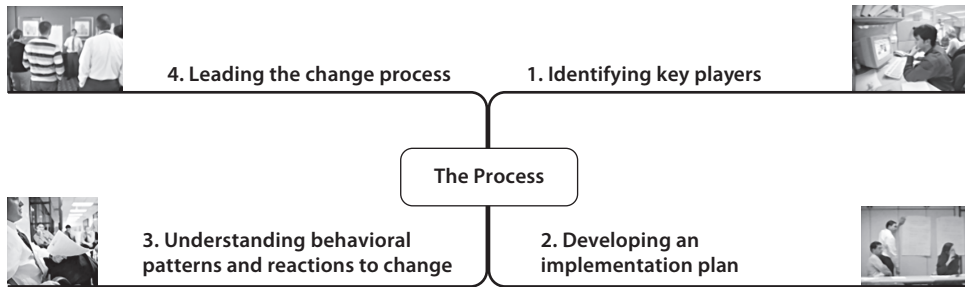 4. Leading the change process
1. Identifying key players
The Process
3. Understanding behavioral
patterns and reactions to change
2. Developing an
implementation plan